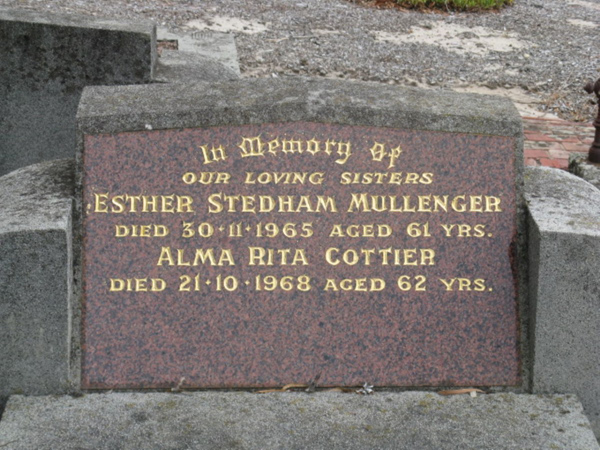 In Memory of
OUR LOVING SISTERS
ESTHER STEDHAM MULLENGER
DIED 30·11·1965 AGED 61 YRS.
ALMA RITA COTTIER
DIED 21·10·1968 AGED 62 YRS.